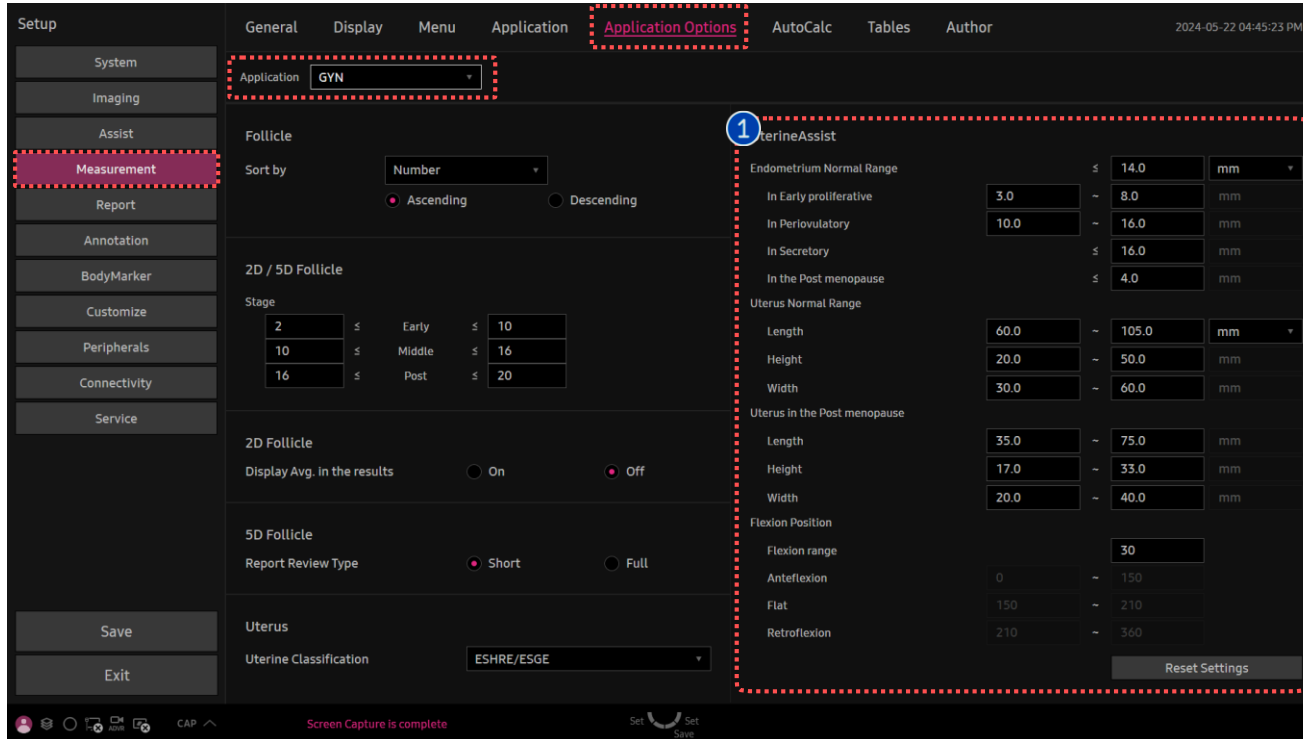 Setup
General Display Menu Application Application Options AutoCalc Tables Author 2024-05-22 04:45:23 PM
System
Imaging
Assist
Measurement
Report
Annotation
BodyMarker
Customize
Peripherals
Connectivity
Service
Save
Exit
Application GYN
Follicle
Sort by Number
Ascending Descending
2D / 5D Follicle
Stage
2 ≤ Early ≤ 10
10 ≤ Middle ≤ 16
16 ≤ Post ≤ 20
2D Follicle
Display Avg. in the results On Off
5D Follicle
Report Review Type Short Full
Uterus
Uterine Classification ESHRE/ESGE
1
terineAssist
Endometrium Normal Range ≤ 14.0 mm
In Early proliferative 3.0 ~ 8.0 mm
In Periovulatory 10.0 ~ 16.0 mm
In Secretory ≤ 16.0 mm
In the Post menopause ≤ 4.0 mm
Uterus Normal Range
Length 60.0 ~ 105.0 mm
Height 20.0 ~ 50.0 mm
Width 30.0 ~ 60.0 mm
Uterus in the Post menopause
Length 35.0 ~ 75.0 mm
Height 17.0 ~ 33.0 mm
Width 20.0 ~ 40.0 mm
Flexion Position
Flexion range 30
Anteflexion 0 ~ 150
Flat 150 ~ 210
Retroflexion 210 ~ 360
Reset Settings
ADVR CAP Screen Capture is complete Set Set
Save